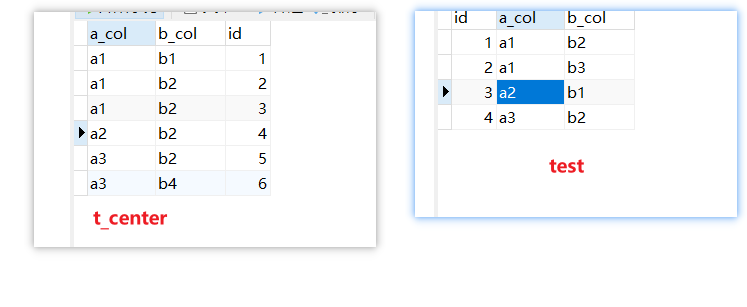 a_col b_col id
a1 b1 1
a1 b2 2
a1 b2 3
a2 b2 4
a3 b2 5
a3 b4 6
t_center
id a_col b_col
1 a1 b2
2 a1 b3
3 a2 b1
4 a3 b2
test